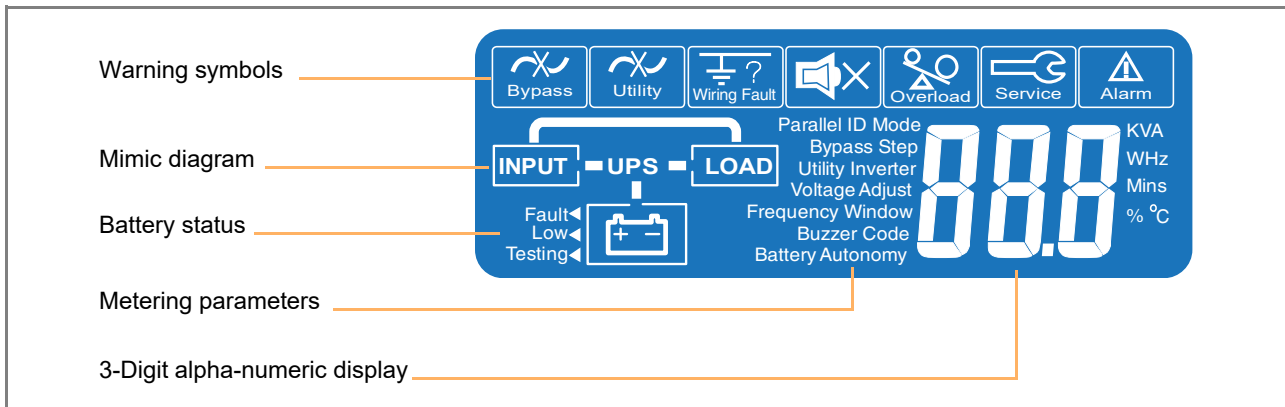 Warning symbols
Bypass
Utility
?
Wiring Fault
Overload
Service
Alarm
Mimic diagram
INPUT
UPS
LOAD
Battery status
Fault
Low
Testing
+ −
Parallel ID Mode
Bypass Step
Utility Inverter
Voltage Adjust
Frequency Window
Buzzer Code
Battery Autonomy
88.8
KVA
WHz
Mins
% °C
Metering parameters
3-Digit alpha-numeric display